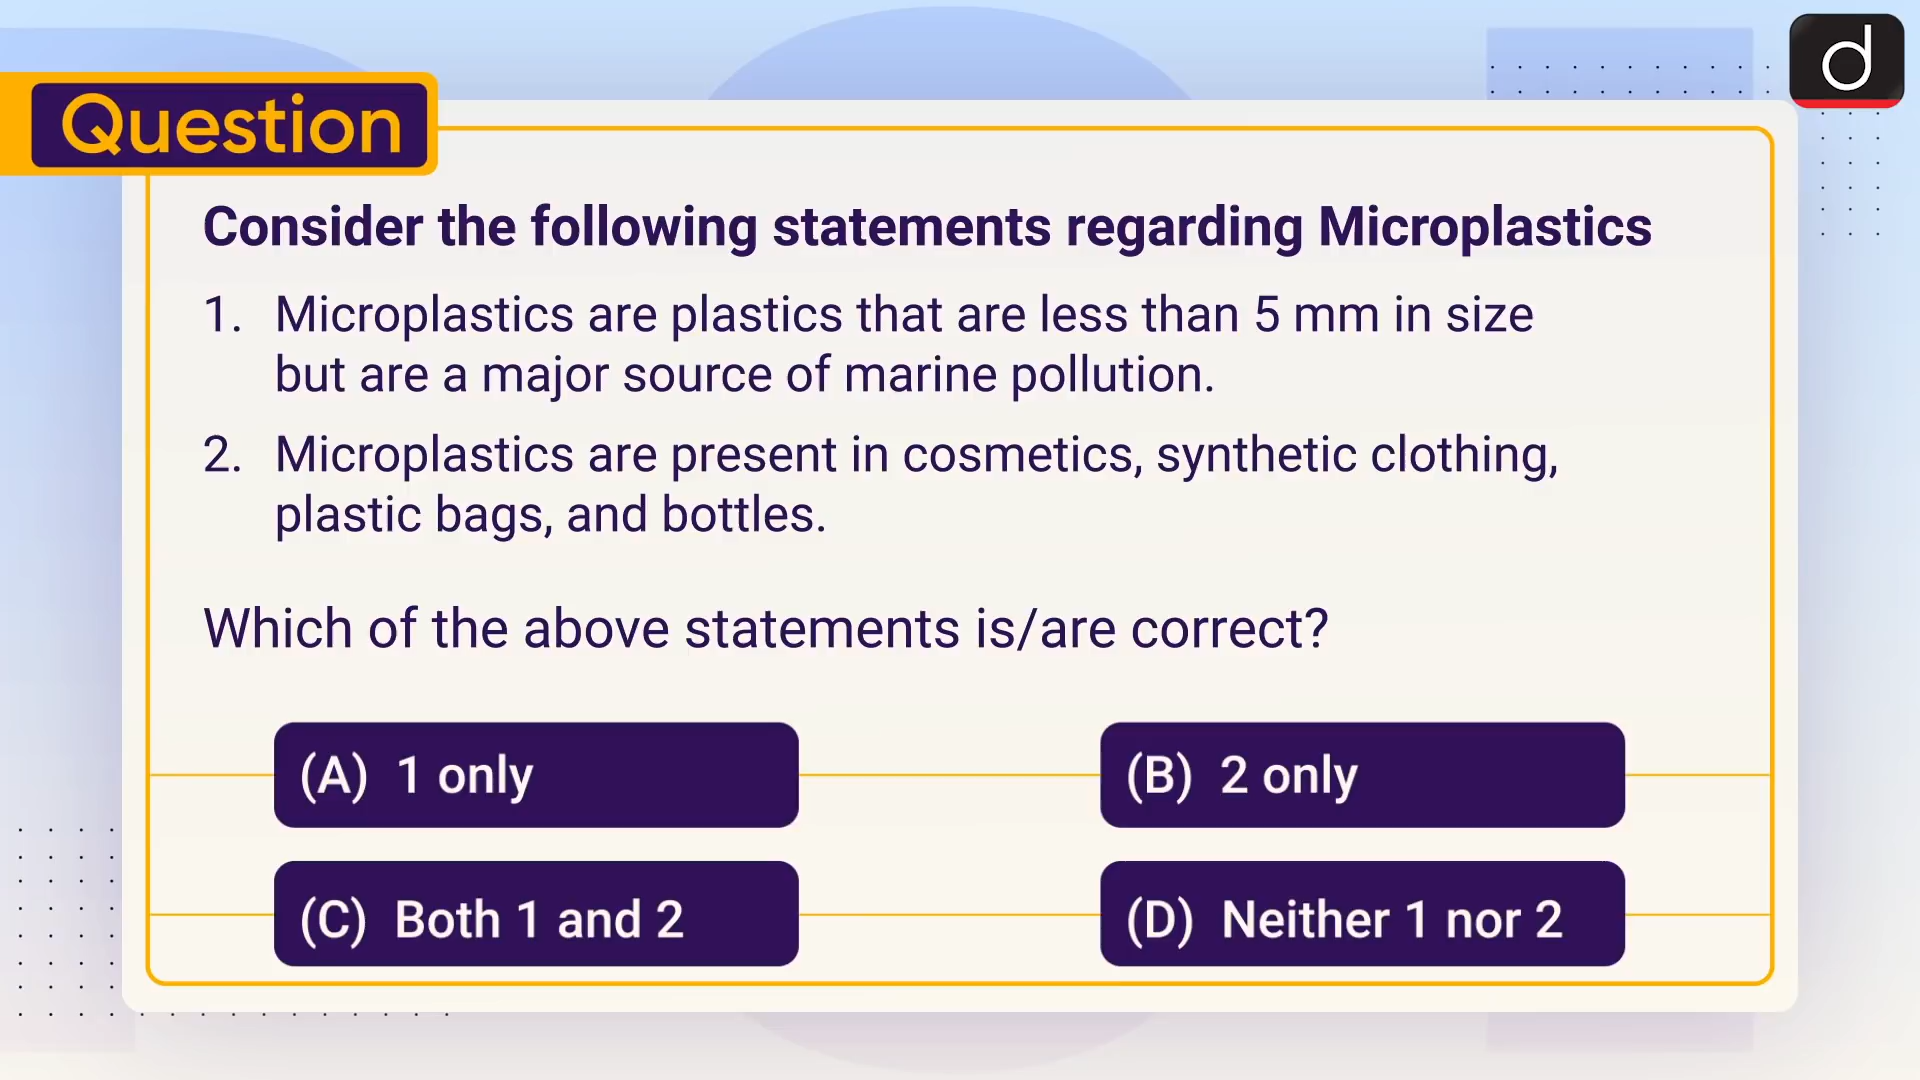 Question
Consider the following statements regarding Microplastics
1. Microplastics are plastics that are less than 5 mm in size
but are a major source of marine pollution.
2. Microplastics are present in cosmetics, synthetic clothing,
plastic bags, and bottles.
Which of the above statements is/are correct?
(A) 1 only
(B) 2 only
(C) Both 1 and 2
(D) Neither 1 nor 2
d